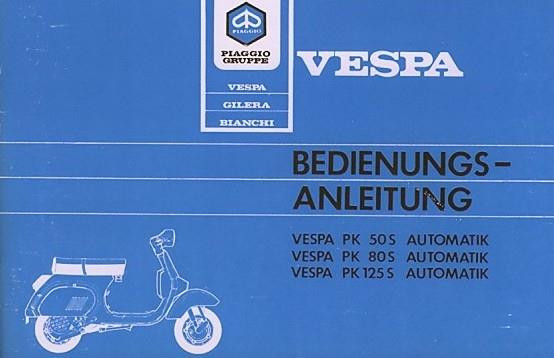 PIAGGIO
PIAGGIO
GRUPPE
VESPA
GILERA
BIANCHI
VESPA
BEDIENUNGS-
ANLEITUNG
VESPA PK 50 S AUTOMATIK
VESPA PK 80 S AUTOMATIK
VESPA PK 125 S AUTOMATIK